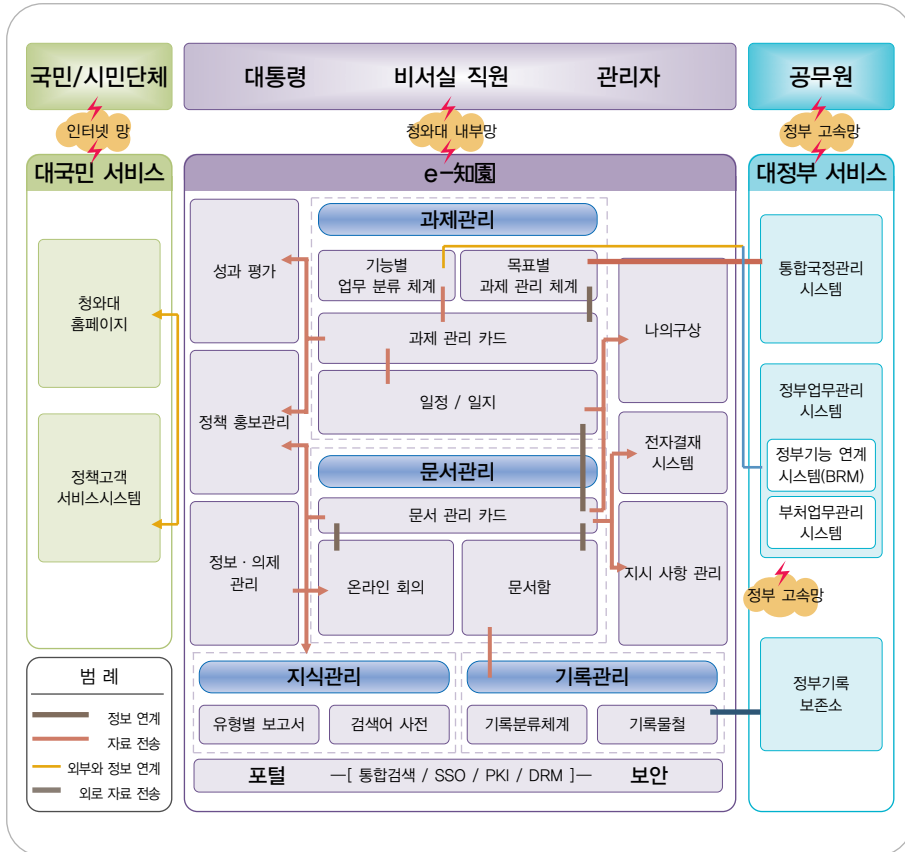 국민/시민단체
대통령
비서실 직원
관리자
공무원
인터넷 망
청와대 내부망
정부 고속망
대국민 서비스
e-知園
대정부 서비스
청와대
홈페이지
정책고객
서비스시스템
성과 평가
정책 홍보관리
정보 · 의제
관리
과제관리
기능별
업무 분류 체계
목표별
과제 관리 체계
과제 관리 카드
일정 / 일지
문서관리
문서 관리 카드
온라인 회의
문서함
나의구상
전자결재
시스템
지시 사항 관리
통합국정관리
시스템
정부업무관리
시스템
정부기능 연계
시스템(BRM)
부처업무관리
시스템
정부 고속망
정부기록
보존소
지식관리
유형별 보고서
검색어 사전
기록관리
기록분류체계
기록물철
포털 —[ 통합검색 / SSO / PKI / DRM ]— 보안
범 례
정보 연계
자료 전송
외부와 정보 연계
외로 자료 전송